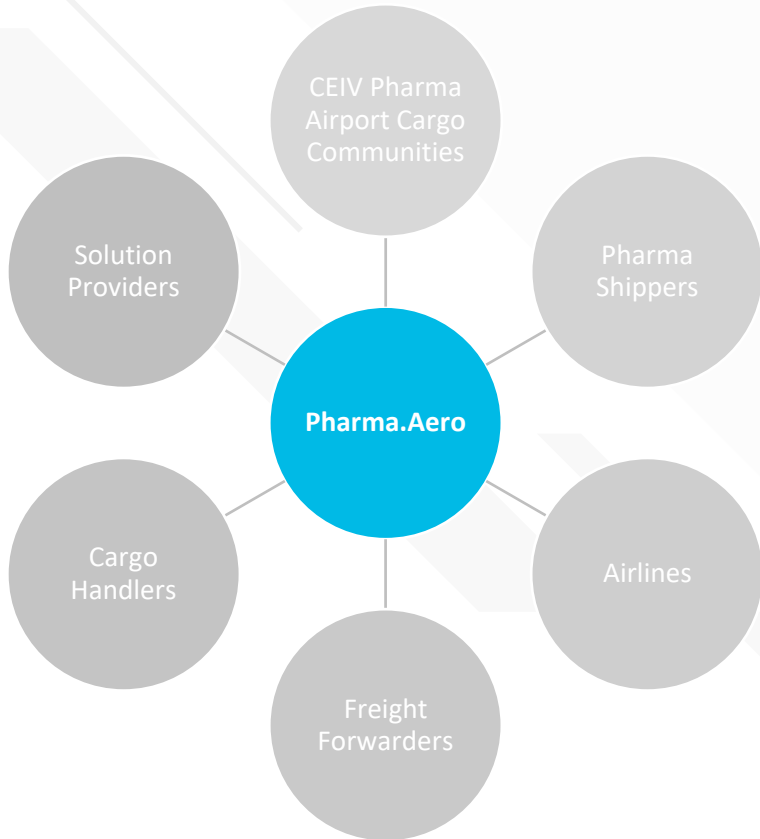 CEIV Pharma
Airport Cargo
Communities
Solution
Providers
Pharma
Shippers
Pharma.Aero
Cargo
Handlers
Airlines
Freight
Forwarders